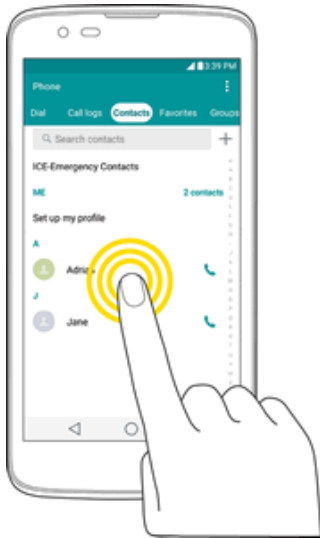 3:39 PM
Phone
Dial Call logs Contacts Favorites Groups
Search contacts
ICE-Emergency Contacts
ME 2 contacts
Set up my profile
A
J
Jane